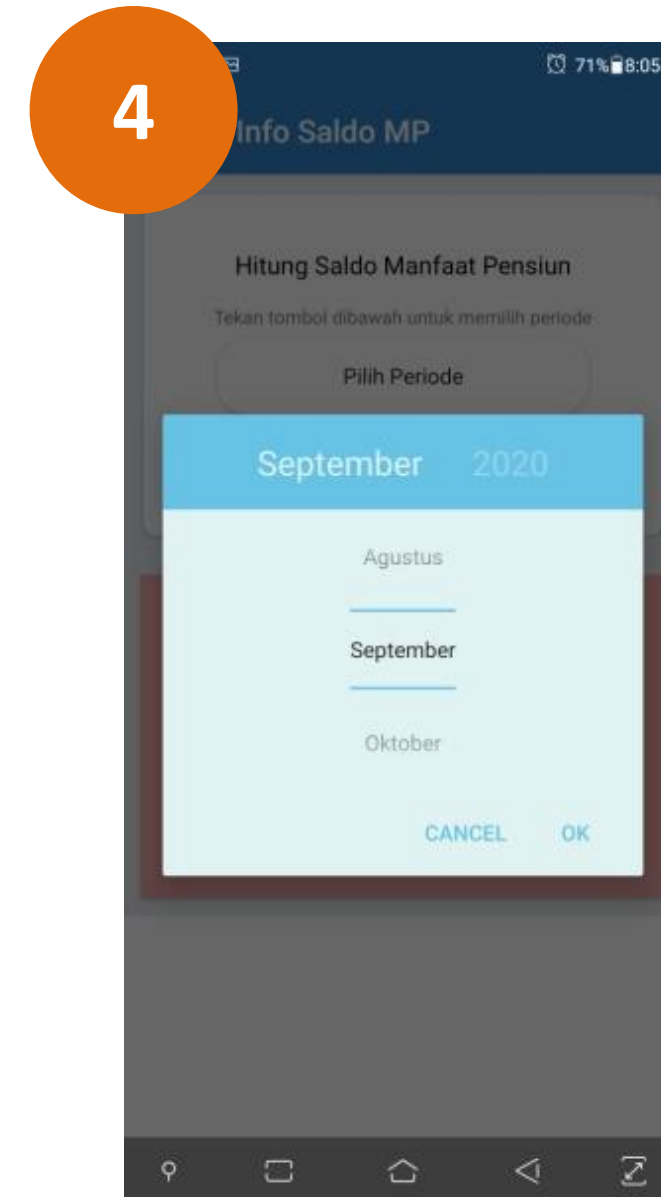 4
71% 8:05
Info Saldo MP
Hitung Saldo Manfaat Pensiun
Tekan tombol dibawah untuk memilih periode
Pilih Periode
September 2020
Agustus
September
Oktober
CANCEL OK